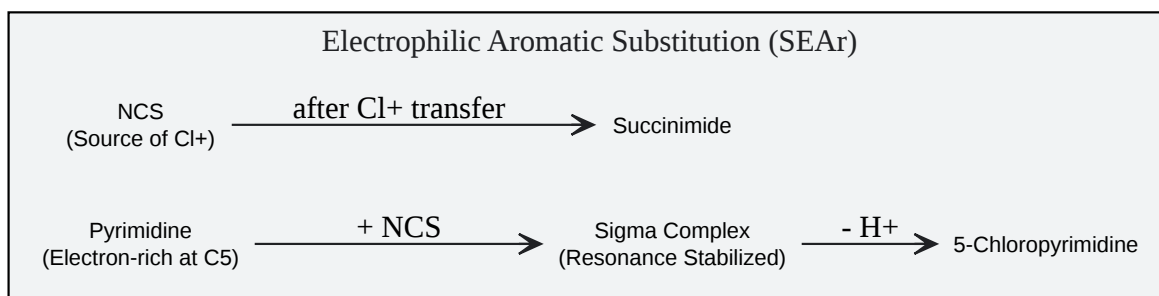 Electrophilic Aromatic Substitution (SEAr)
NCS
(Source of Cl+)
after Cl+ transfer
Succinimide
Pyrimidine
(Electron-rich at C5)
+ NCS
Sigma Complex
(Resonance Stabilized)
- H+
5-Chloropyrimidine